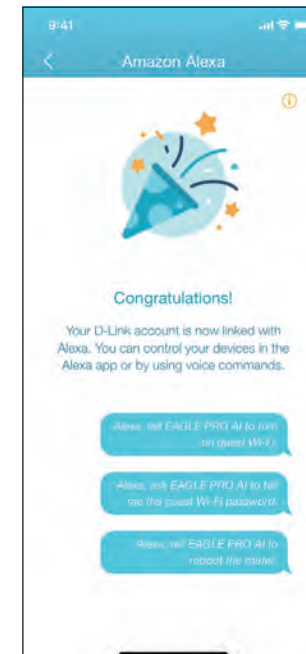 9:41
Amazon Alexa
Congratulations!
Your D-Link account is now linked with
Alexa. You can control your devices in the
Alexa app or by using voice commands.
Alexa, tell EAGLE PRO AI to turn
on guest Wi-Fi.
Alexa, ask EAGLE PRO AI to tell
me the guest Wi-Fi password.
Alexa, tell EAGLE PRO AI to
reboot the router.